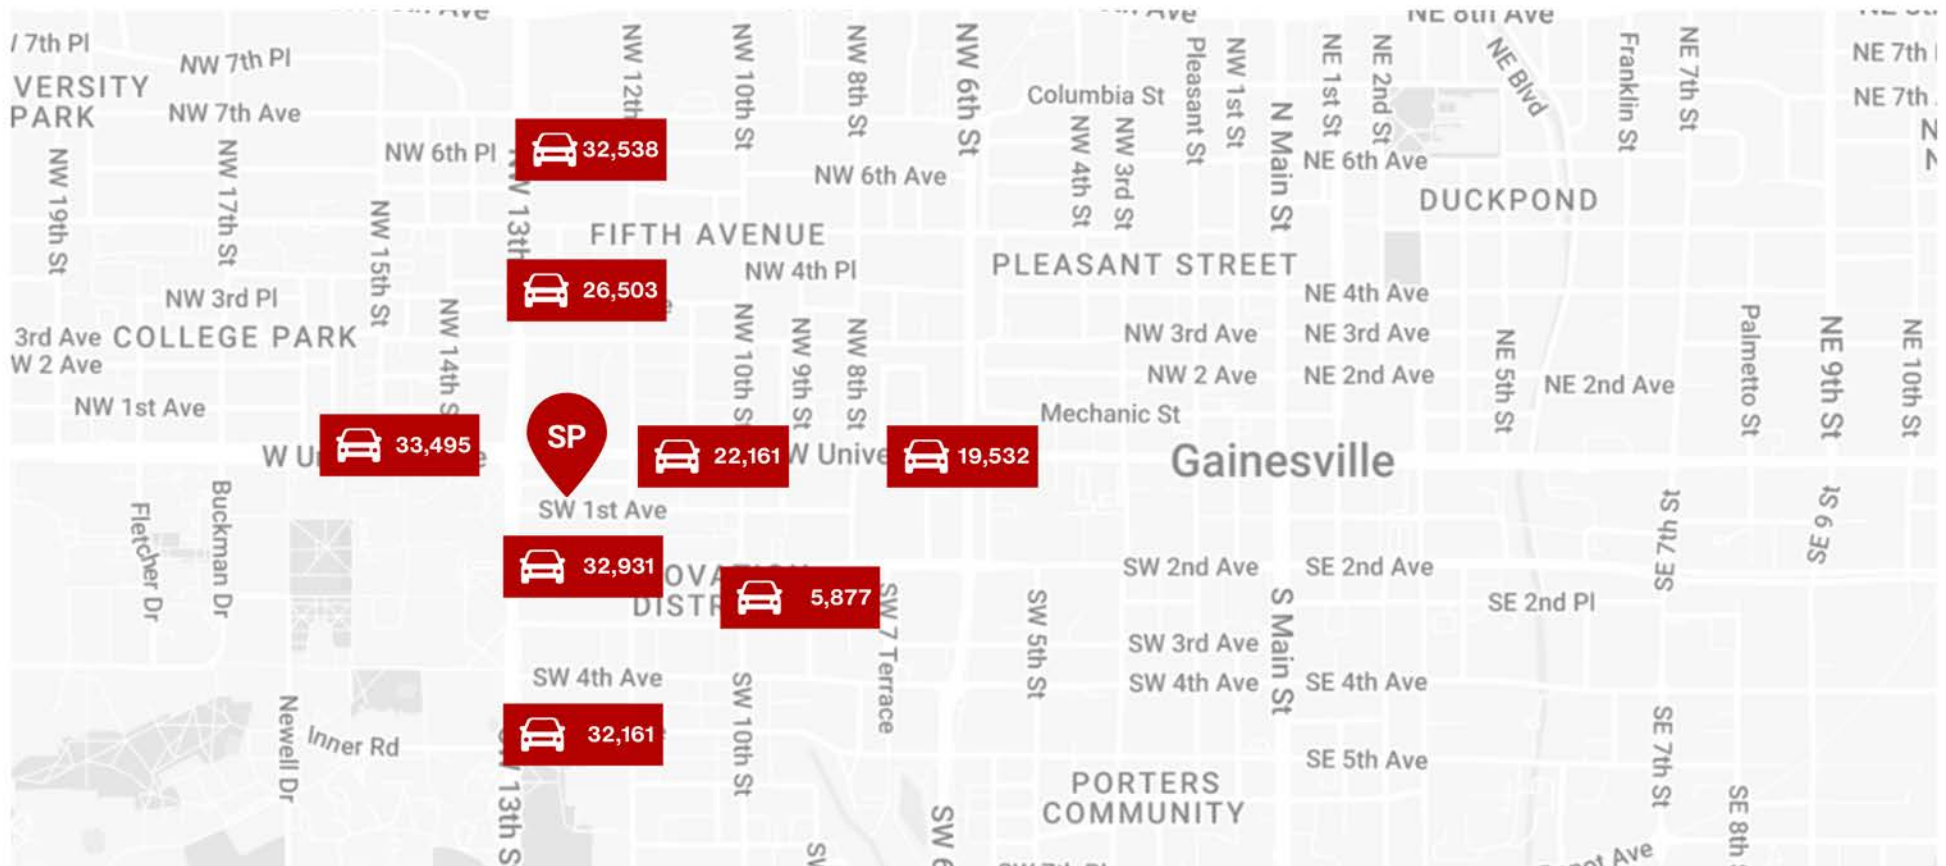 NE 8th Ave
7th Pl
NW 7th Pl
NE 7th
VERSITY
PARK
NW 7th Ave
Columbia St
NE 7th
NW 12th
NW 10th St
NW 8th St
NW 6th St
Pleasant St
NW 1st St
N Main St
NE 1st St
NE 2nd St
NE Blvd
Franklin St
NE 7th St
NW 6th Pl
32,538
NW 6th Ave
NW 4th St
NW 3rd St
NE 6th Ave
NW 19th St
NW 17th St
NW 15th St
NW 13th
FIFTH AVENUE
DUCKPOND
26,503
NW 4th Pl
PLEASANT STREET
NW 3rd Pl
NE 4th Ave
3rd Ave
COLLEGE PARK
NW 14th S
NW 10th St
NW 9th St
NW 8th St
NW 3rd Ave
NE 3rd Ave
NE 5th St
Palmetto St
NE 9th St
NE 10th St
W 2 Ave
NW 2 Ave
NE 2nd Ave
NE 2nd Ave
NW 1st Ave
Mechanic St
W U
33,495
SP
22,161
W Unive
19,532
Gainesville
SW 1st Ave
Fletcher Dr
Buckman Dr
SE 7th St
SE 9 St
32,931
OVA
DISTR
5,877
SW 7 Terrace
SW 2nd Ave
SE 2nd Ave
SW 5th St
S Main St
SE 2nd Pl
SW 3rd Ave
SW 4th Ave
SW 4th Ave
SE 4th Ave
SW 10th St
Newell Dr
Inner Rd
32,161
SW 13th S
SE 5th Ave
SE 7th St
PORTERS
COMMUNITY
SW 6
SE 8th
SW
Ave